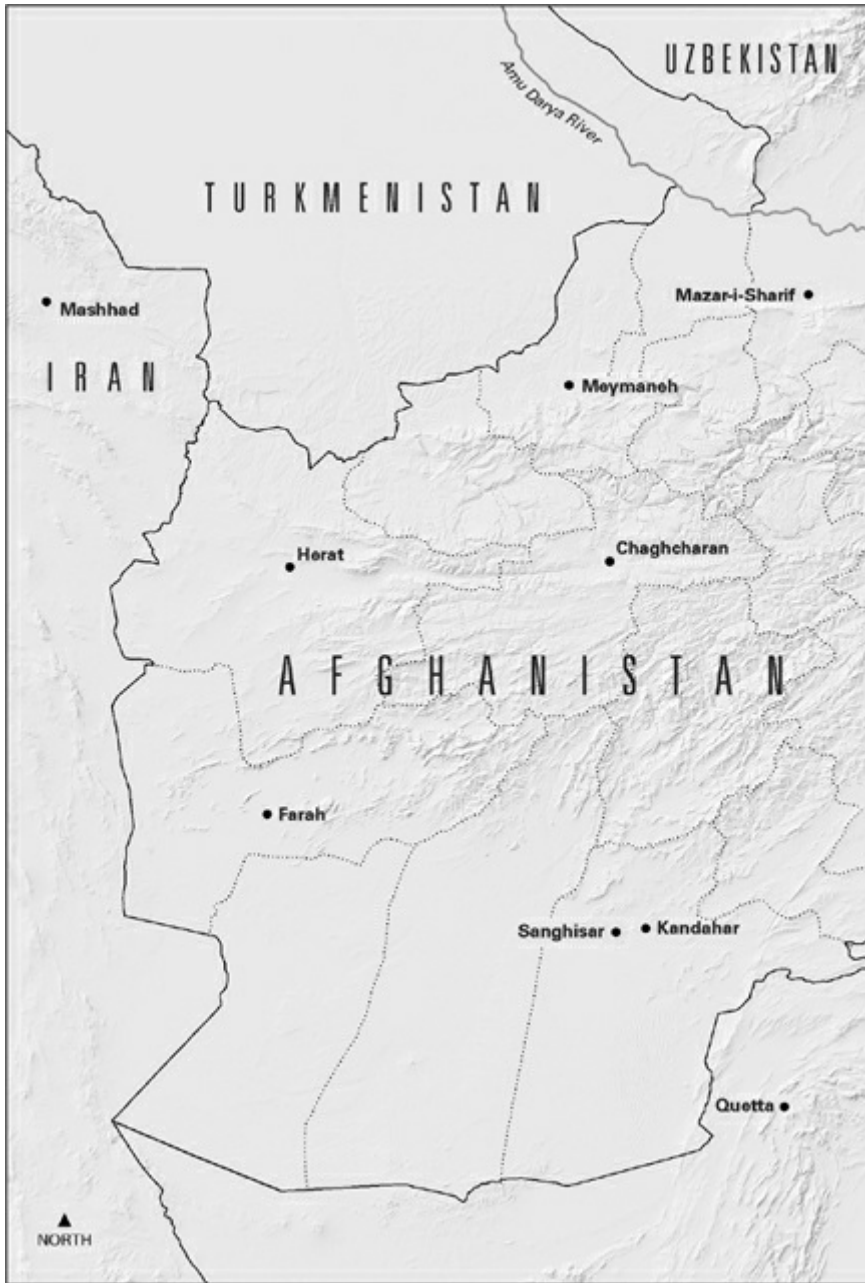 UZBEKISTAN
Amu Darya River
TURKMENISTAN
Mazar-i-Sharif
Mashhad
IRAN
Meymaneh
Herat
Chaghcharan
AFGHANISTAN
Farah
Sanghisar
Kandahar
Quetta
NORTH